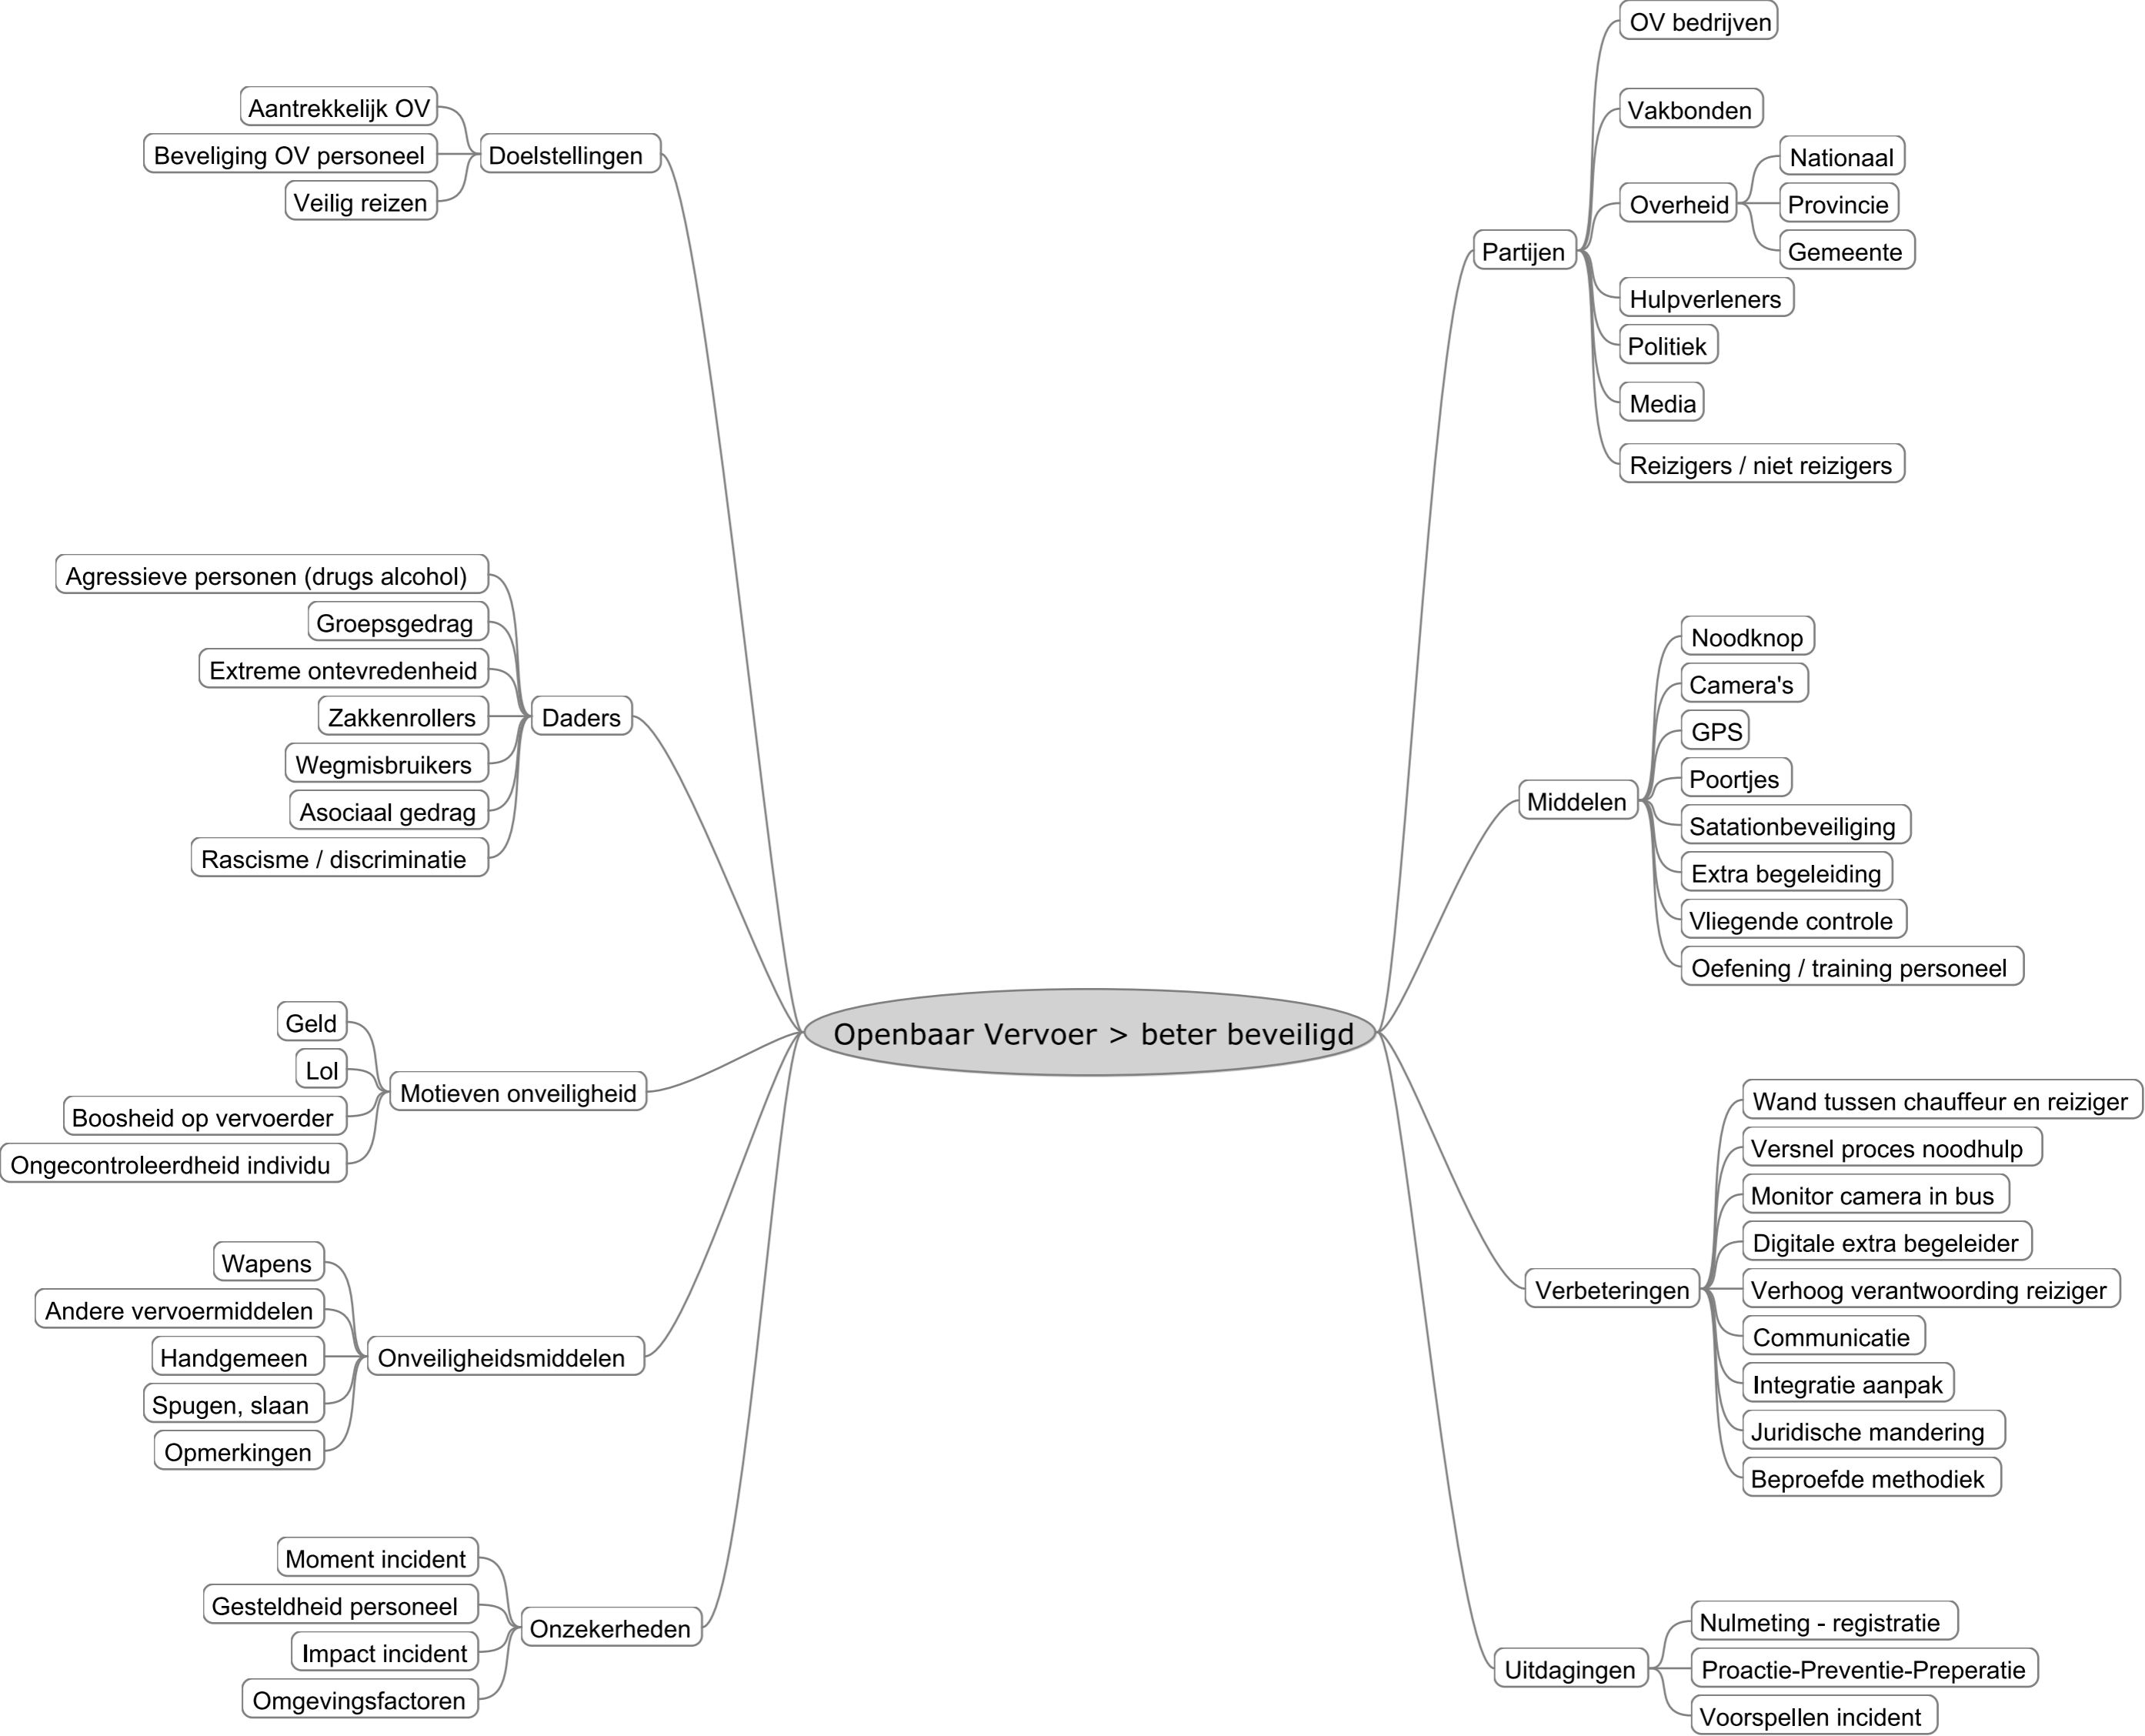 Openbaar Vervoer > beter beveiligd
Doelstellingen
Aantrekkelijk OV
Beveliging OV personeel
Veilig reizen
Daders
Agressieve personen (drugs alcohol)
Groepsgedrag
Extreme ontevredenheid
Zakkenrollers
Wegmisbruikers
Asociaal gedrag
Rascisme / discriminatie
Motieven onveiligheid
Geld
Lol
Boosheid op vervoerder
Ongecontroleerdheid individu
Onveiligheidsmiddelen
Wapens
Andere vervoermiddelen
Handgemeen
Spugen, slaan
Opmerkingen
Onzekerheden
Moment incident
Gesteldheid personeel
Impact incident
Omgevingsfactoren
Partijen
OV bedrijven
Vakbonden
Overheid
Nationaal
Provincie
Gemeente
Hulpverleners
Politiek
Media
Reizigers / niet reizigers
Middelen
Noodknop
Camera's
GPS
Poortjes
Satationbeveiliging
Extra begeleiding
Vliegende controle
Oefening / training personeel
Verbeteringen
Wand tussen chauffeur en reiziger
Versnel proces noodhulp
Monitor camera in bus
Digitale extra begeleider
Verhoog verantwoording reiziger
Communicatie
Integratie aanpak
Juridische mandering
Beproefde methodiek
Uitdagingen
Nulmeting - registratie
Proactie-Preventie-Preperatie
Voorspellen incident